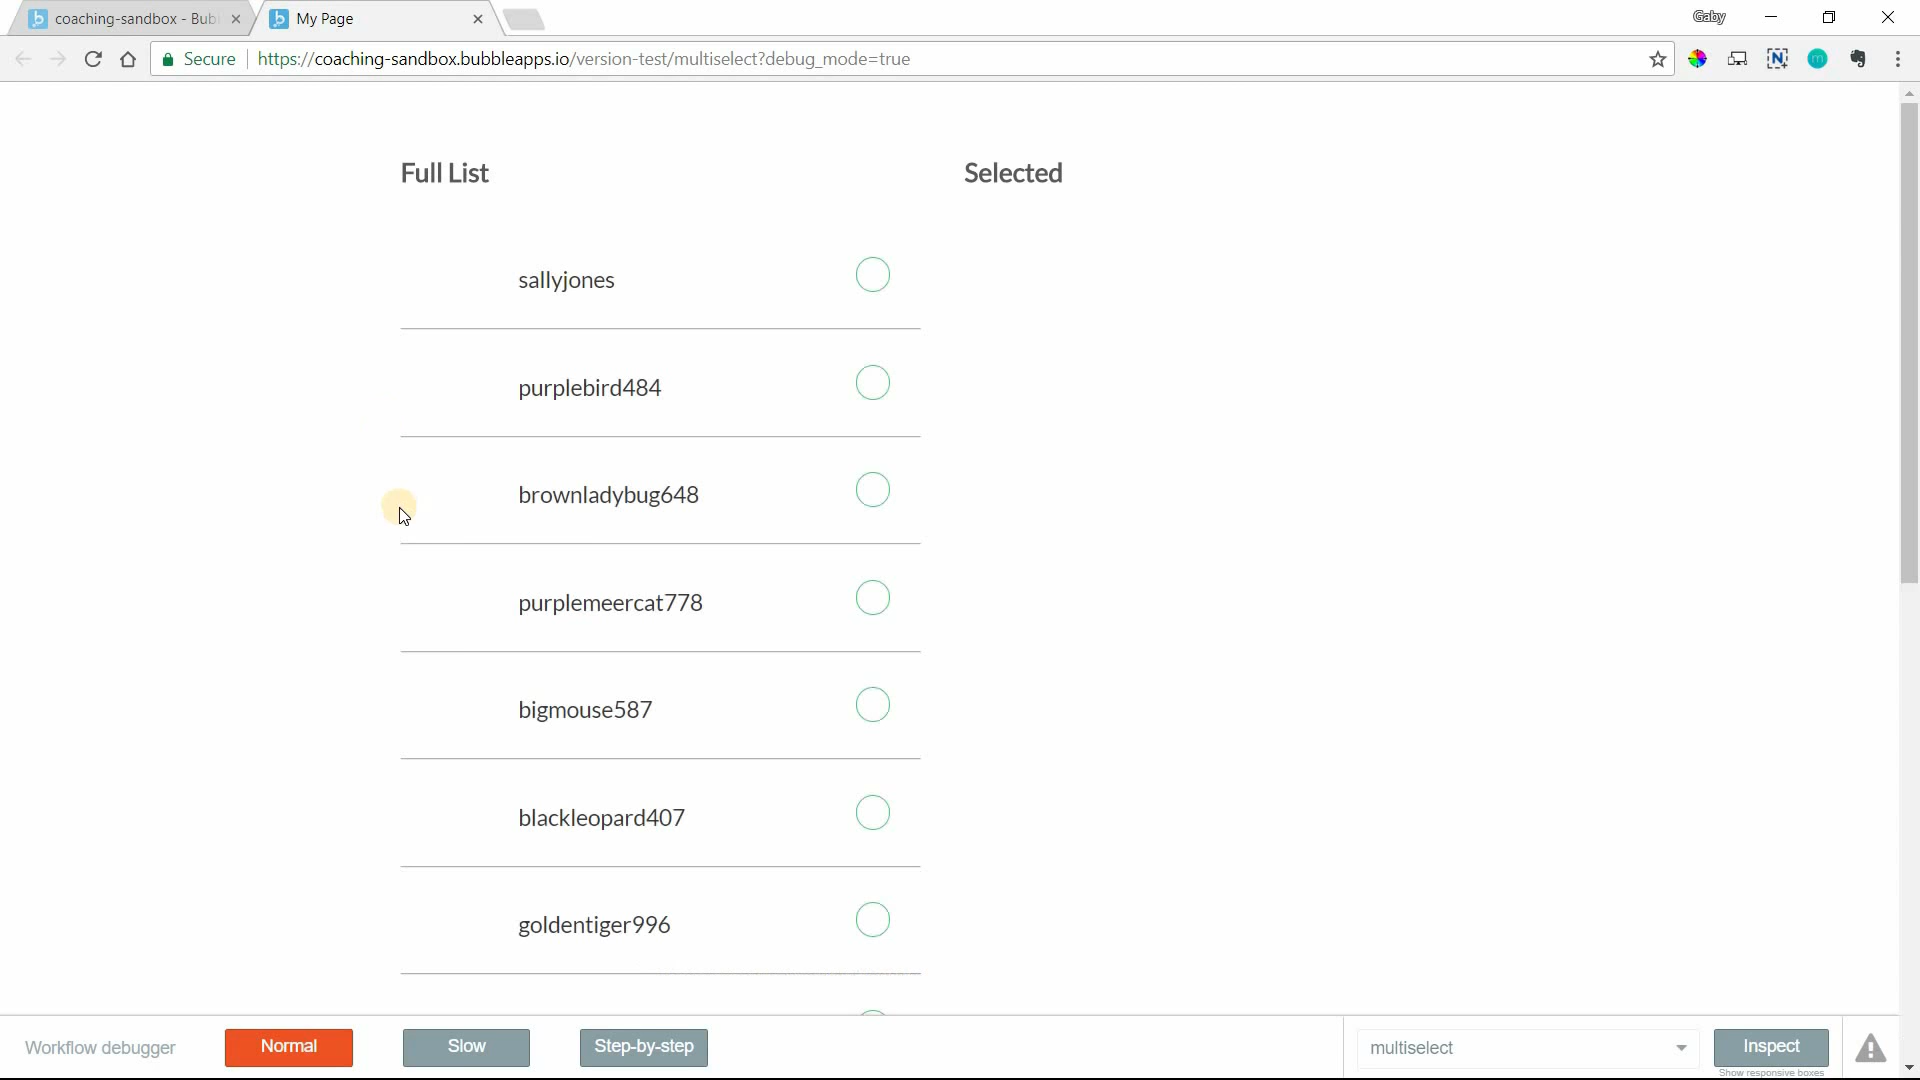 coaching-sandbox - Bub
My Page
Gaby
Secure
https://coaching-sandbox.bubbleapps.io/version-test/multiselect?debug_mode=true
Full List
Selected
sallyjones
purplebird484
brownladybug648
purplemeercat778
bigmouse587
blackleopard407
goldentiger996
Workflow debugger
Normal
Slow
Step-by-step
multiselect
Inspect
Show responsive boxes